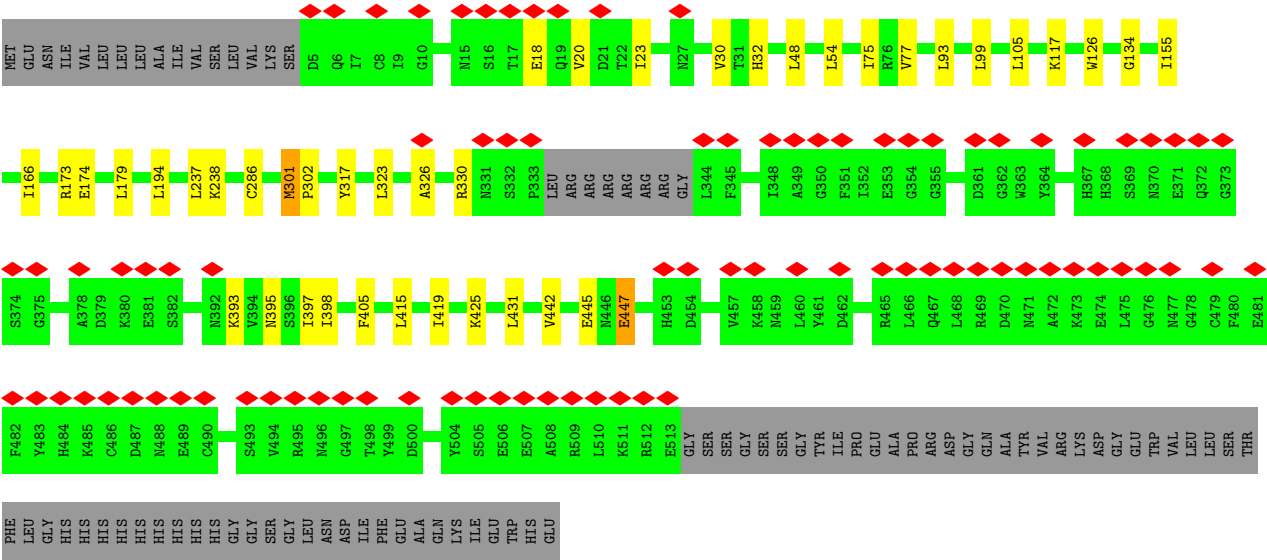 MET GLU ASN ILE VAL LEU LEU LEU ALA ILE VAL SER LEU VAL LYS SER D5 Q6 I7 C8 I9 G10 N15 S16 T17 E18 Q19 V20 D21 T22 I23 N27 V30 T31 H32 L48 L54 I75 R76 V77 L93 L99 L105 K117 W126 G134 I155
I166 R173 E174 L179 L194 L237 K238 C286 M301 P302 Y317 L323 A326 R330 N331 S332 P333 LEU ARG ARG ARG ARG ARG GLY L344 F345 I348 A349 G350 F351 I352 E353 G354 G355 D361 G362 W363 Y364 H367 H368 S369 N370 E371 Q372 G373
S374 G375 A378 D379 K380 E381 S382 N392 K393 V394 N395 S396 I397 I398 F405 L415 I419 K425 L431 V442 E445 N446 E447 H453 D454 V457 K458 N459 L460 Y461 D462 R465 L466 Q467 L468 R469 D470 N471 A472 K473 E474 L475 G476 N477 G478 C479 F480 E481
F482 Y483 H484 K485 C486 D487 N488 E489 C490 S493 V494 R495 N496 G497 T498 Y499 D500 Y504 S505 E506 E507 A508 R509 L510 K511 R512 E513 GLY SER SER GLY SER SER GLY TYR ILE PRO GLU ALA PRO ARG ASP GLY GLN ALA TYR VAL ARG LYS ASP GLY GLU TRP VAL LEU LEU SER THR
PHE LEU GLY HIS HIS HIS HIS HIS HIS HIS HIS GLY GLY SER GLY LEU ASN ASP ILE PHE GLU ALA GLN LYS ILE GLU TRP HIS GLU